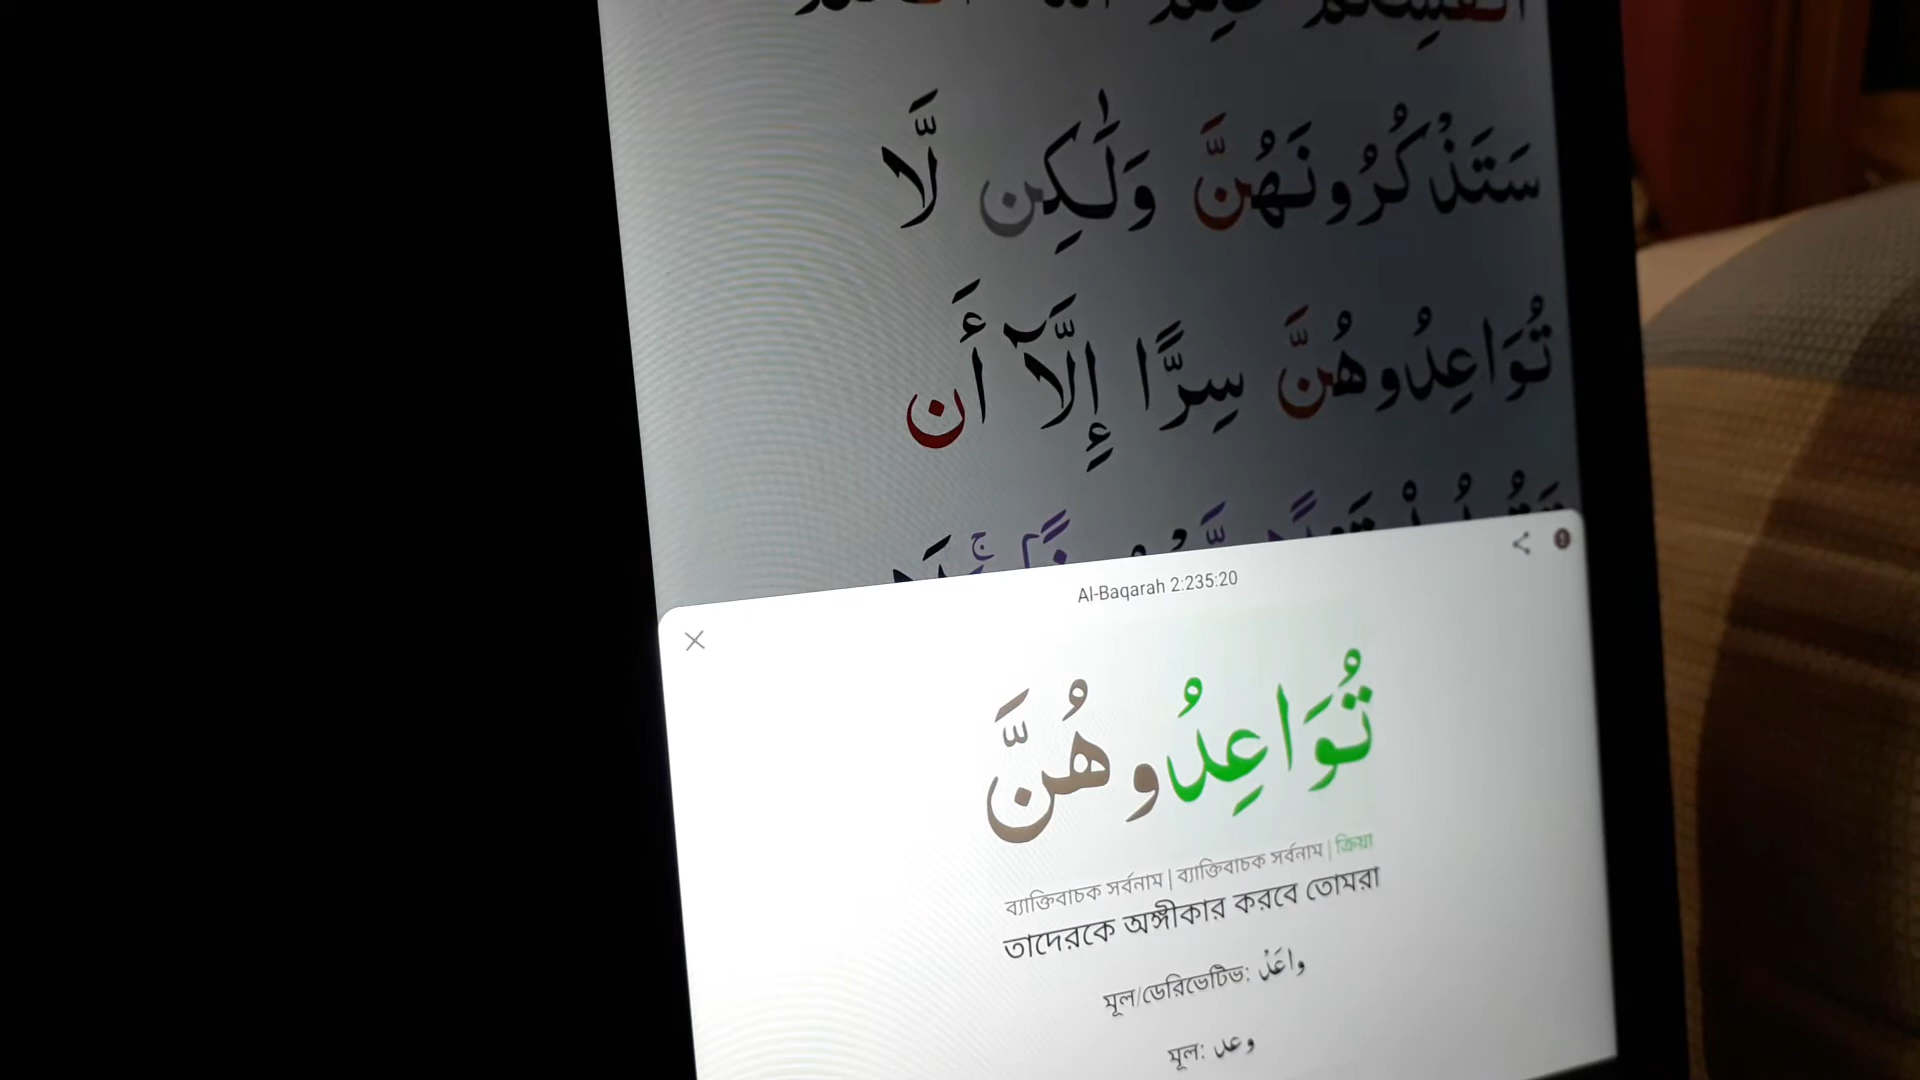 سَتَذْكُرُونَهُنَّ وَلَٰكِن لَّا
تُوَاعِدُوهُنَّ سِرًّا إِلَّآ أَن
Al-Baqarah 2:235:20
تُوَاعِدُوهُنَّ
ব্যাক্তিবাচক সর্বনাম | ব্যাক্তিবাচক সর্বনাম | ক্রিয়া
তাদেরকে অঙ্গীকার করবে তোমরা
মূল/ডেরিভেটিভ: واعَدْ
মূল: وعد